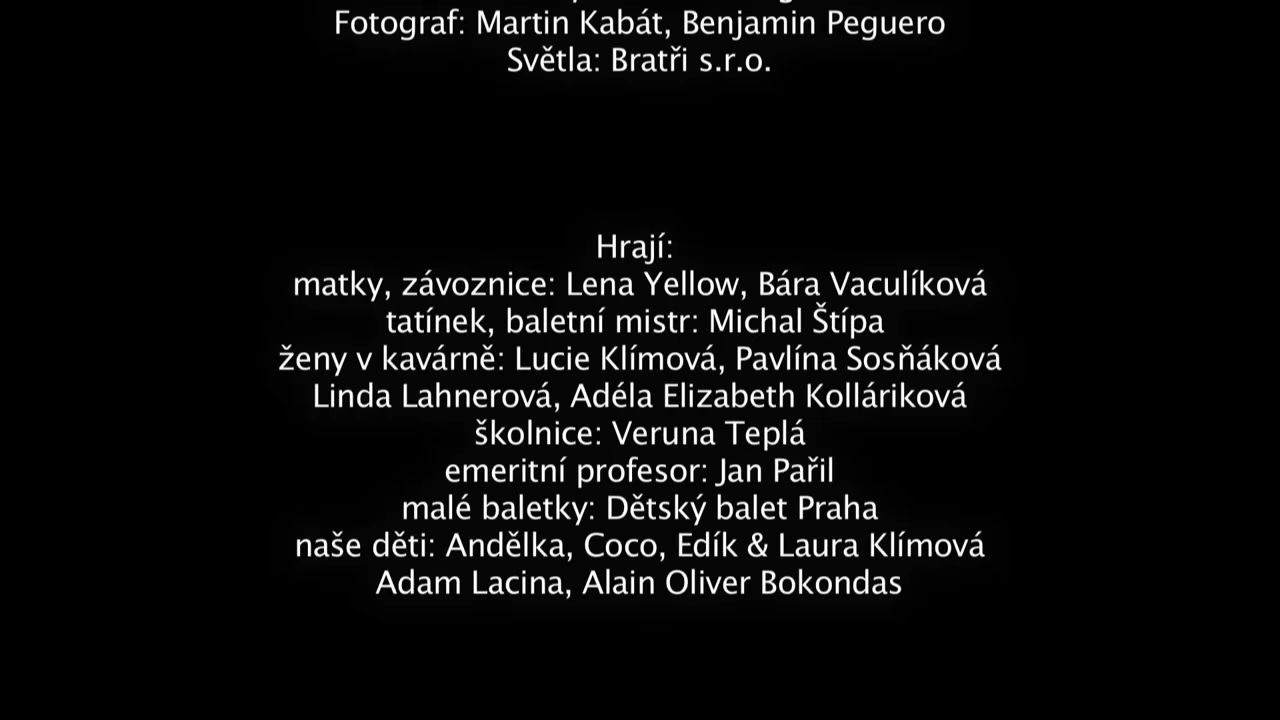 Fotograf: Martin Kabát, Benjamin Peguero
Světla: Bratři s.r.o.
Hrají:
matky, závoznice: Lena Yellow, Bára Vaculíková
tatínek, baletní mistr: Michal Štípa
ženy v kavárně: Lucie Klímová, Pavlína Sosňáková
Linda Lahnerová, Adéla Elizabeth Kolláriková
školnice: Veruna Teplá
emeritní profesor: Jan Pařil
malé baletky: Dětský balet Praha
naše děti: Andělka, Coco, Edík & Laura Klímová
Adam Lacina, Alain Oliver Bokondas